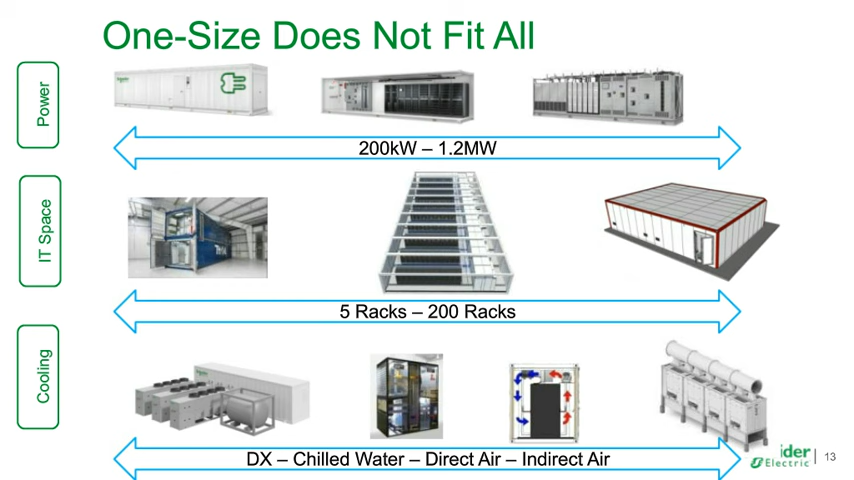 One-Size Does Not Fit All
Power
200kW – 1.2MW
IT Space
5 Racks – 200 Racks
Cooling
DX – Chilled Water – Direct Air – Indirect Air
ider
Electric
13